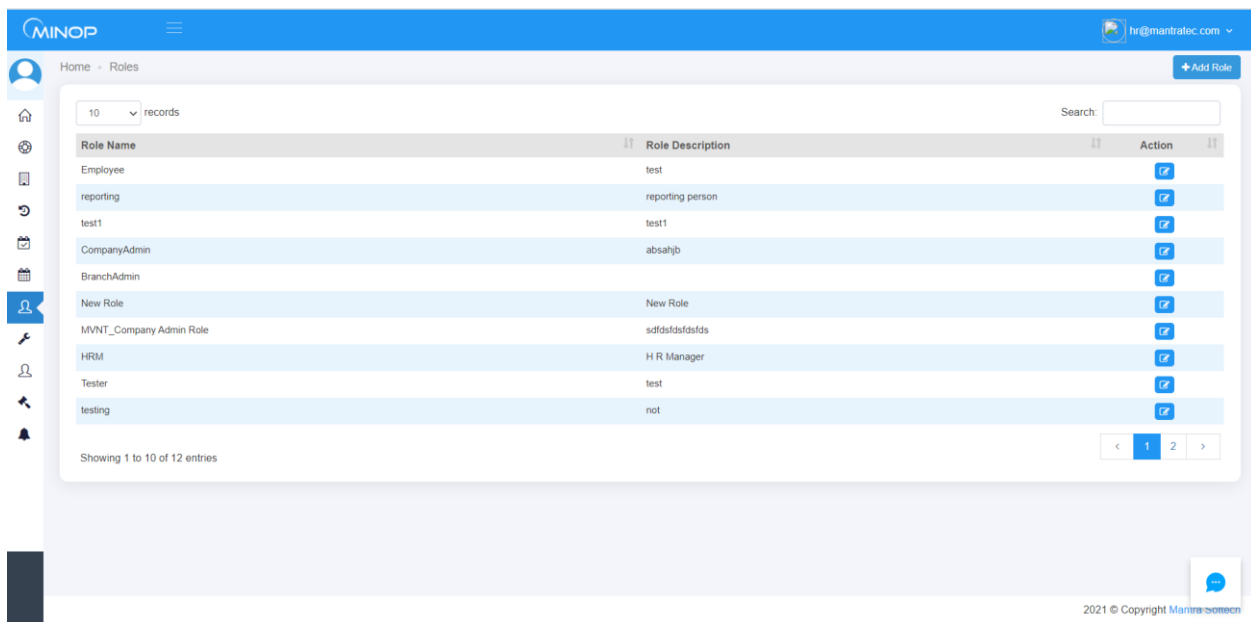 MINOP
hr@mantratec.com
Home Roles
+Add Role
10 records
Search:
Role Name Role Description Action
Employee test
reporting reporting person
test1 test1
CompanyAdmin absahjb
BranchAdmin
New Role New Role
MVNT_Company Admin Role sdfdsfdsfdsfds
HRM H R Manager
Tester test
testing not
< 1 2 >
Showing 1 to 10 of 12 entries
2021 © Copyright Mantra Softech